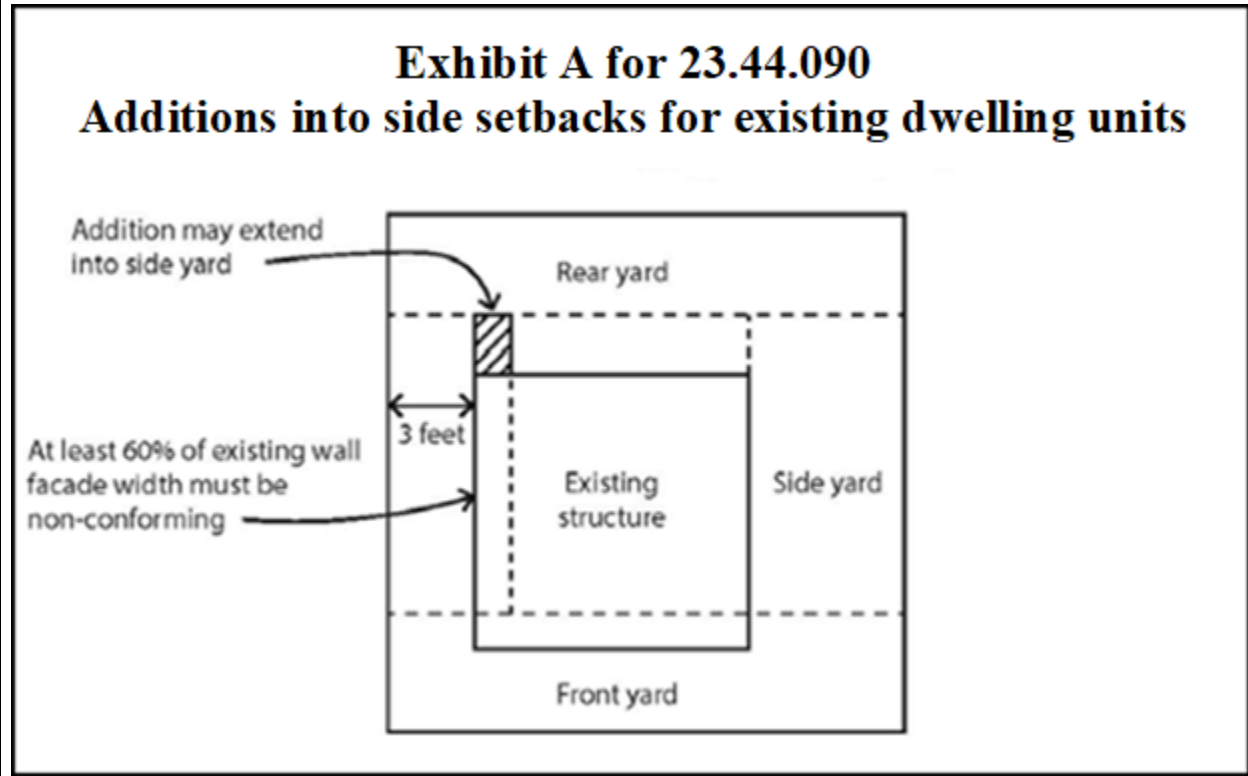 Exhibit A for 23.44.090
Additions into side setbacks for existing dwelling units
Addition may extend
into side yard
Rear yard
3 feet
At least 60% of existing wall
facade width must be
non-conforming
Existing
structure
Side yard
Front yard